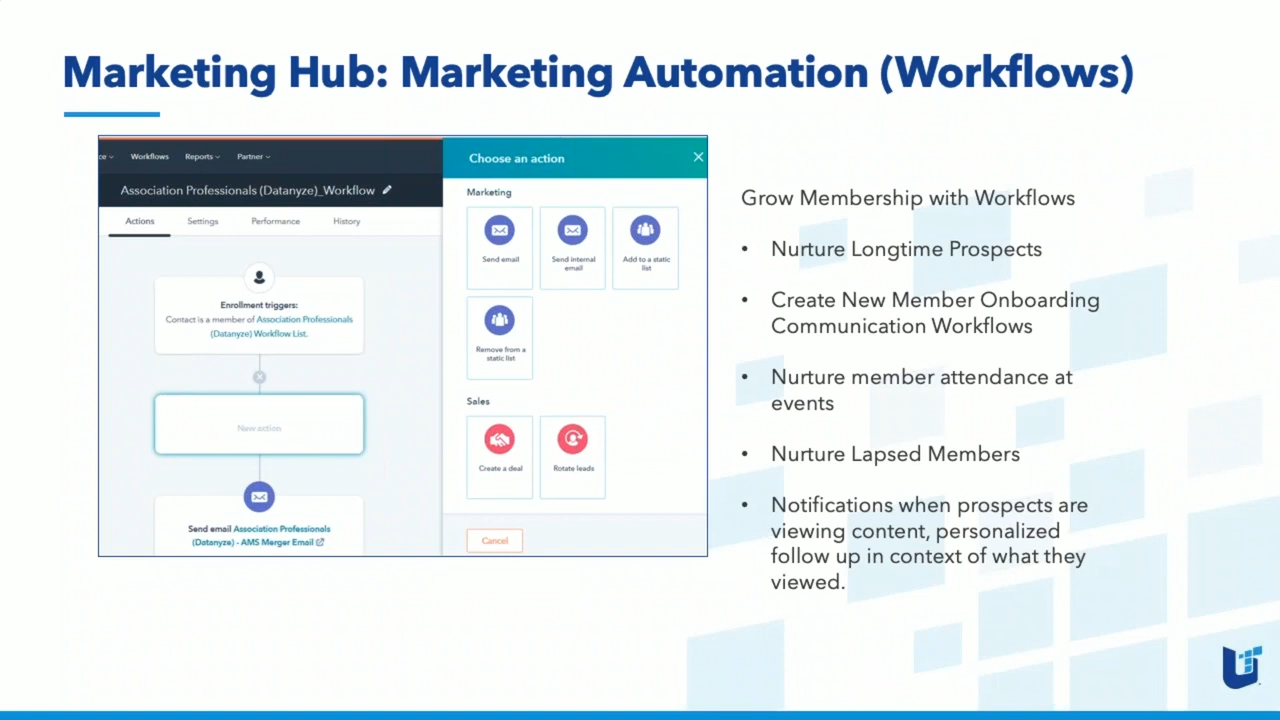 Marketing Hub: Marketing Automation (Workflows)
ce
Workflows
Reports
Partner
Association Professionals (Datanyze)_Workflow
Actions
Settings
Performance
History
Enrollment triggers:
Contact is a member of Association Professionals
(Datanyze) Workflow List.
New action
Send email Association Professionals
(Datanyze) - AMS Merger Email
Choose an action
Marketing
Send email
Send internal
email
Add to a static
list
Remove from a
static list
Sales
Create a deal
Rotate leads
Cancel
Grow Membership with Workflows
• Nurture Longtime Prospects
• Create New Member Onboarding
Communication Workflows
• Nurture member attendance at
events
• Nurture Lapsed Members
• Notifications when prospects are
viewing content, personalized
follow up in context of what they
viewed.